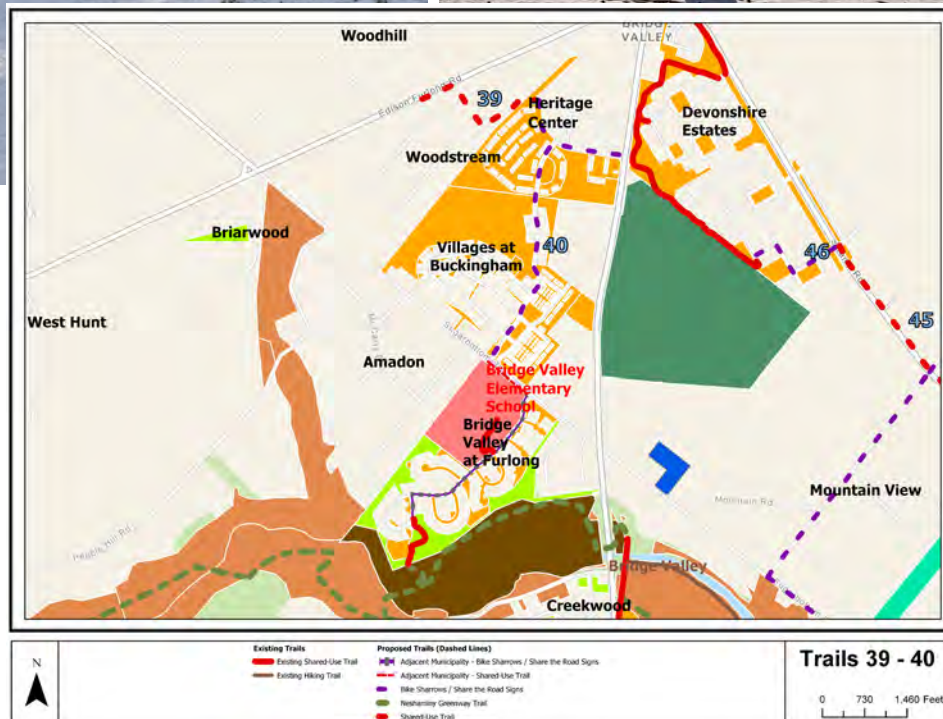 BRIDGE
VALLEY
Woodhill
Edison Furlong Rd
39
Heritage
Center
Devonshire
Estates
Woodstream
Briarwood
40
Villages at
Buckingham
46
45
West Hunt
Sugarbottom
Amadon
Bridge Valley
Elementary
School
Bridge
Valley
at Furlong
Mountain Rd
Mountain View
Pebble Hill Rd
Bridge Valley
Creekwood
N
Existing Trails
Existing Shared-Use Trail
Existing Hiking Trail
Proposed Trails (Dashed Lines)
Adjacent Municipality - Bike Sharrows / Share the Road Signs
Adjacent Municipality - Shared-Use Trail
Bike Sharrows / Share the Road Signs
Neshaminy Greenway Trail
Shared-Use Trail
Trails 39 - 40
0 730 1,460 Feet